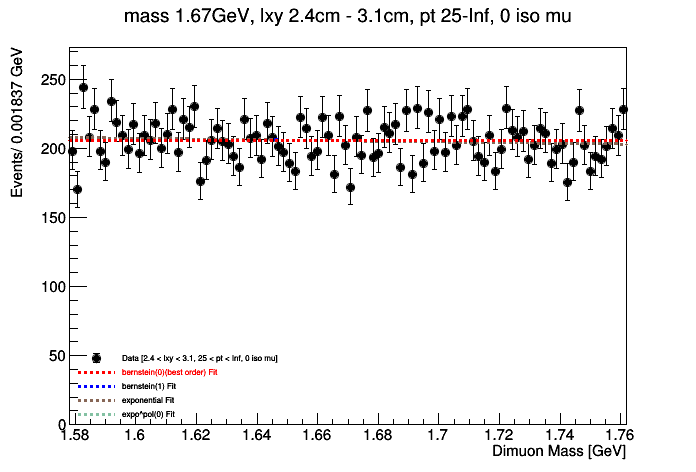 mass 1.67GeV, lxy 2.4cm - 3.1cm, pt 25-Inf, 0 iso mu
Events/ 0.001837 GeV
250
200
150
100
50
0
Data [2.4 < lxy < 3.1, 25 < pt < Inf, 0 iso mu]
bernstein(0)(best order) Fit
bernstein(1) Fit
exponential Fit
expo*pol(0) Fit
1.58 1.6 1.62 1.64 1.66 1.68 1.7 1.72 1.74 1.76
Dimuon Mass [GeV]